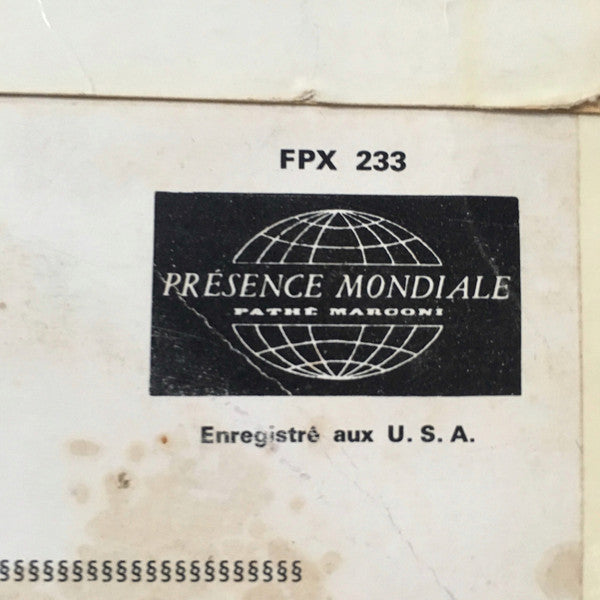 FPX 233
PRÉSENCE MONDIALE
PATHÉ MARCONI
Enregistré aux U.S.A.
§§§§§§§§§§§§§§§§§§§§§